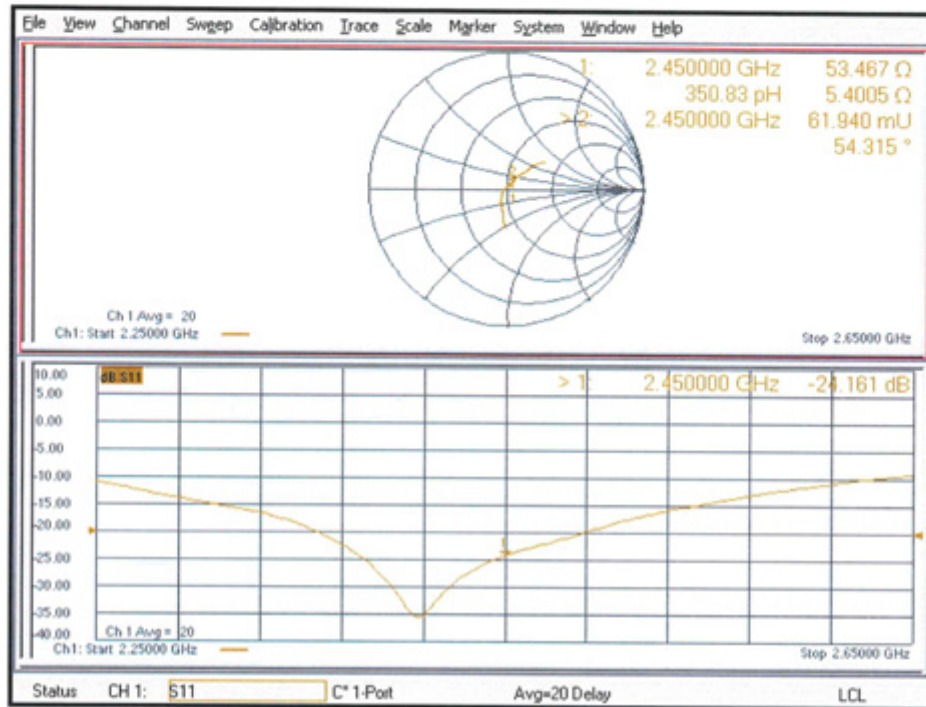 File View Channel Sweep Calibration Trace Scale Marker System Window Help
1: 2.450000 GHz 53.467 Ω
350.83 pH 5.4005 Ω
> 2: 2.450000 GHz 61.940 mU
54.315 °
Ch 1 Avg = 20
Ch1: Start 2.25000 GHz
Stop 2.65000 GHz
10.00
dB S11
> 1: 2.450000 GHz -24.161 dB
5.00
0.00
-5.00
-10.00
-15.00
-20.00
-25.00
-30.00
-35.00
-40.00
1
Ch 1 Avg = 20
Ch1: Start 2.25000 GHz
Stop 2.65000 GHz
Status CH 1: S11 C* 1-Port Avg=20 Delay LCL